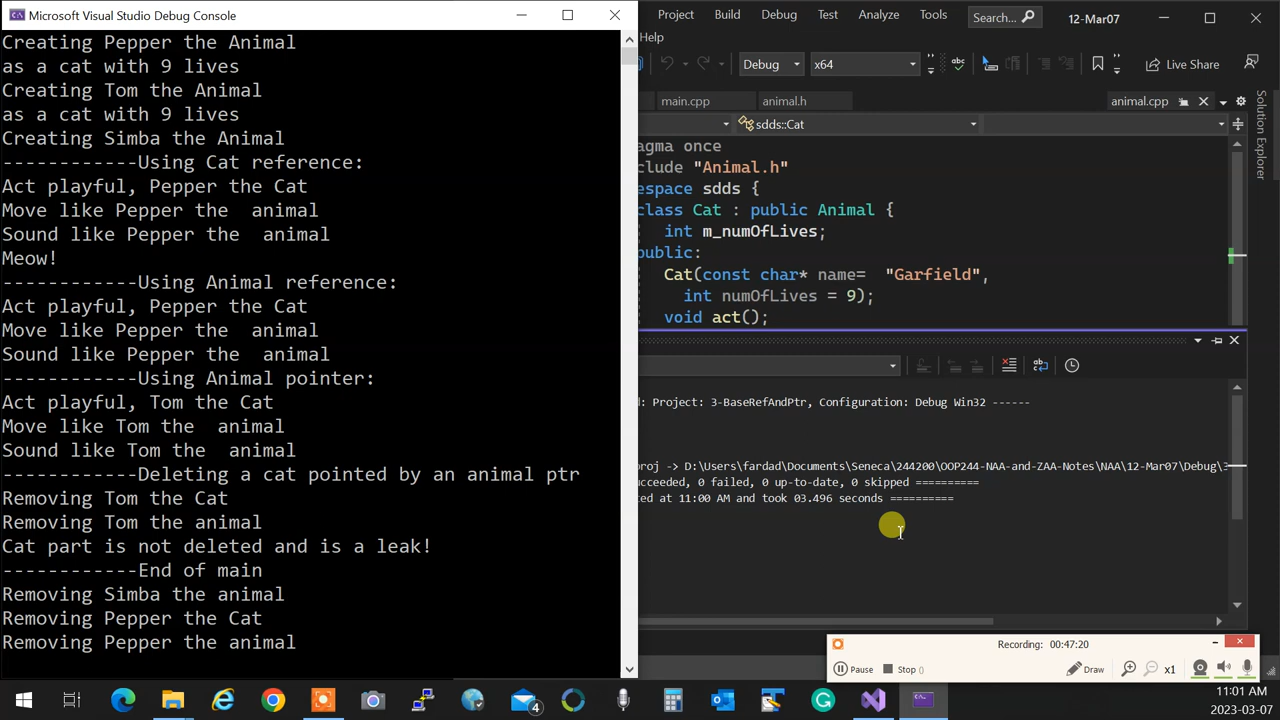 Microsoft Visual Studio Debug Console
Creating Pepper the Animal
as a cat with 9 lives
Creating Tom the Animal
as a cat with 9 lives
Creating Simba the Animal
------------Using Cat reference:
Act playful, Pepper the Cat
Move like Pepper the  animal
Sound like Pepper the  animal
Meow!
------------Using Animal reference:
Act playful, Pepper the Cat
Move like Pepper the  animal
Sound like Pepper the  animal
------------Using Animal pointer:
Act playful, Tom the Cat
Move like Tom the  animal
Sound like Tom the  animal
------------Deleting a cat pointed by an animal ptr
Removing Tom the Cat
Removing Tom the animal
Cat part is not deleted and is a leak!
------------End of main
Removing Simba the animal
Removing Pepper the Cat
Removing Pepper the animal
Project Build Debug Test Analyze Tools Search... 12-Mar07
Help
Debug x64 Live Share
main.cpp animal.h animal.cpp
sdds::Cat
Solution Explorer
agma once
clude "Animal.h"
espace sdds {
class Cat : public Animal {
int m_numOfLives;
public:
Cat(const char* name=  "Garfield",
int numOfLives = 9);
void act();
d: Project: 3-BaseRefAndPtr, Configuration: Debug Win32 ------
proj -> D:\Users\fardad\Documents\Seneca\244200\OOP244-NAA-and-ZAA-Notes\NAA\12-Mar07\Debug\3
ucceeded, 0 failed, 0 up-to-date, 0 skipped ==========
ted at 11:00 AM and took 03.496 seconds ==========
Recording: 00:47:20
Pause Stop () Draw x1
4
11:01 AM
2023-03-07